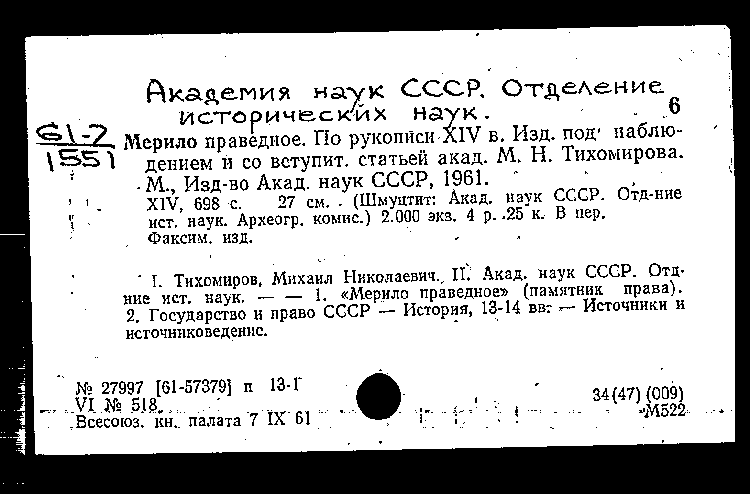 Академия наук СССР. Отделение
исторических наук.
6
61-7
1551
Мерило праведное. По рукописи XIV в. Изд. под наблю-
дением и со вступит. статьей акад. М. Н. Тихомирова.
М., Изд-во Акад. наук СССР, 1961.
XIV, 698 с. 27 см. (Шмуцтит: Акад. наук СССР. Отд-ние
ист. наук. Археогр. комис.) 2.000 экз. 4 р. 25 к. В пер.
Факсим. изд.
I. Тихомиров, Михаил Николаевич. II. Акад. наук СССР. Отд-
ние ист. наук. — — 1. «Мерило праведное» (памятник права).
2. Государство и право СССР — История, 13-14 вв. — Источники и
источниковедение.
№ 27997 [61-57379] п 13-1
VI № 518
Всесоюз. кн. палата 7 IX 61
34(47) (009)
М522